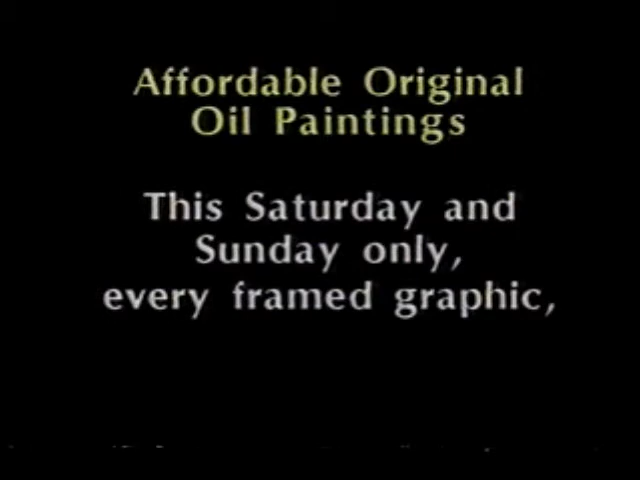 Affordable Original
Oil Paintings
This Saturday and
Sunday only,
every framed graphic,